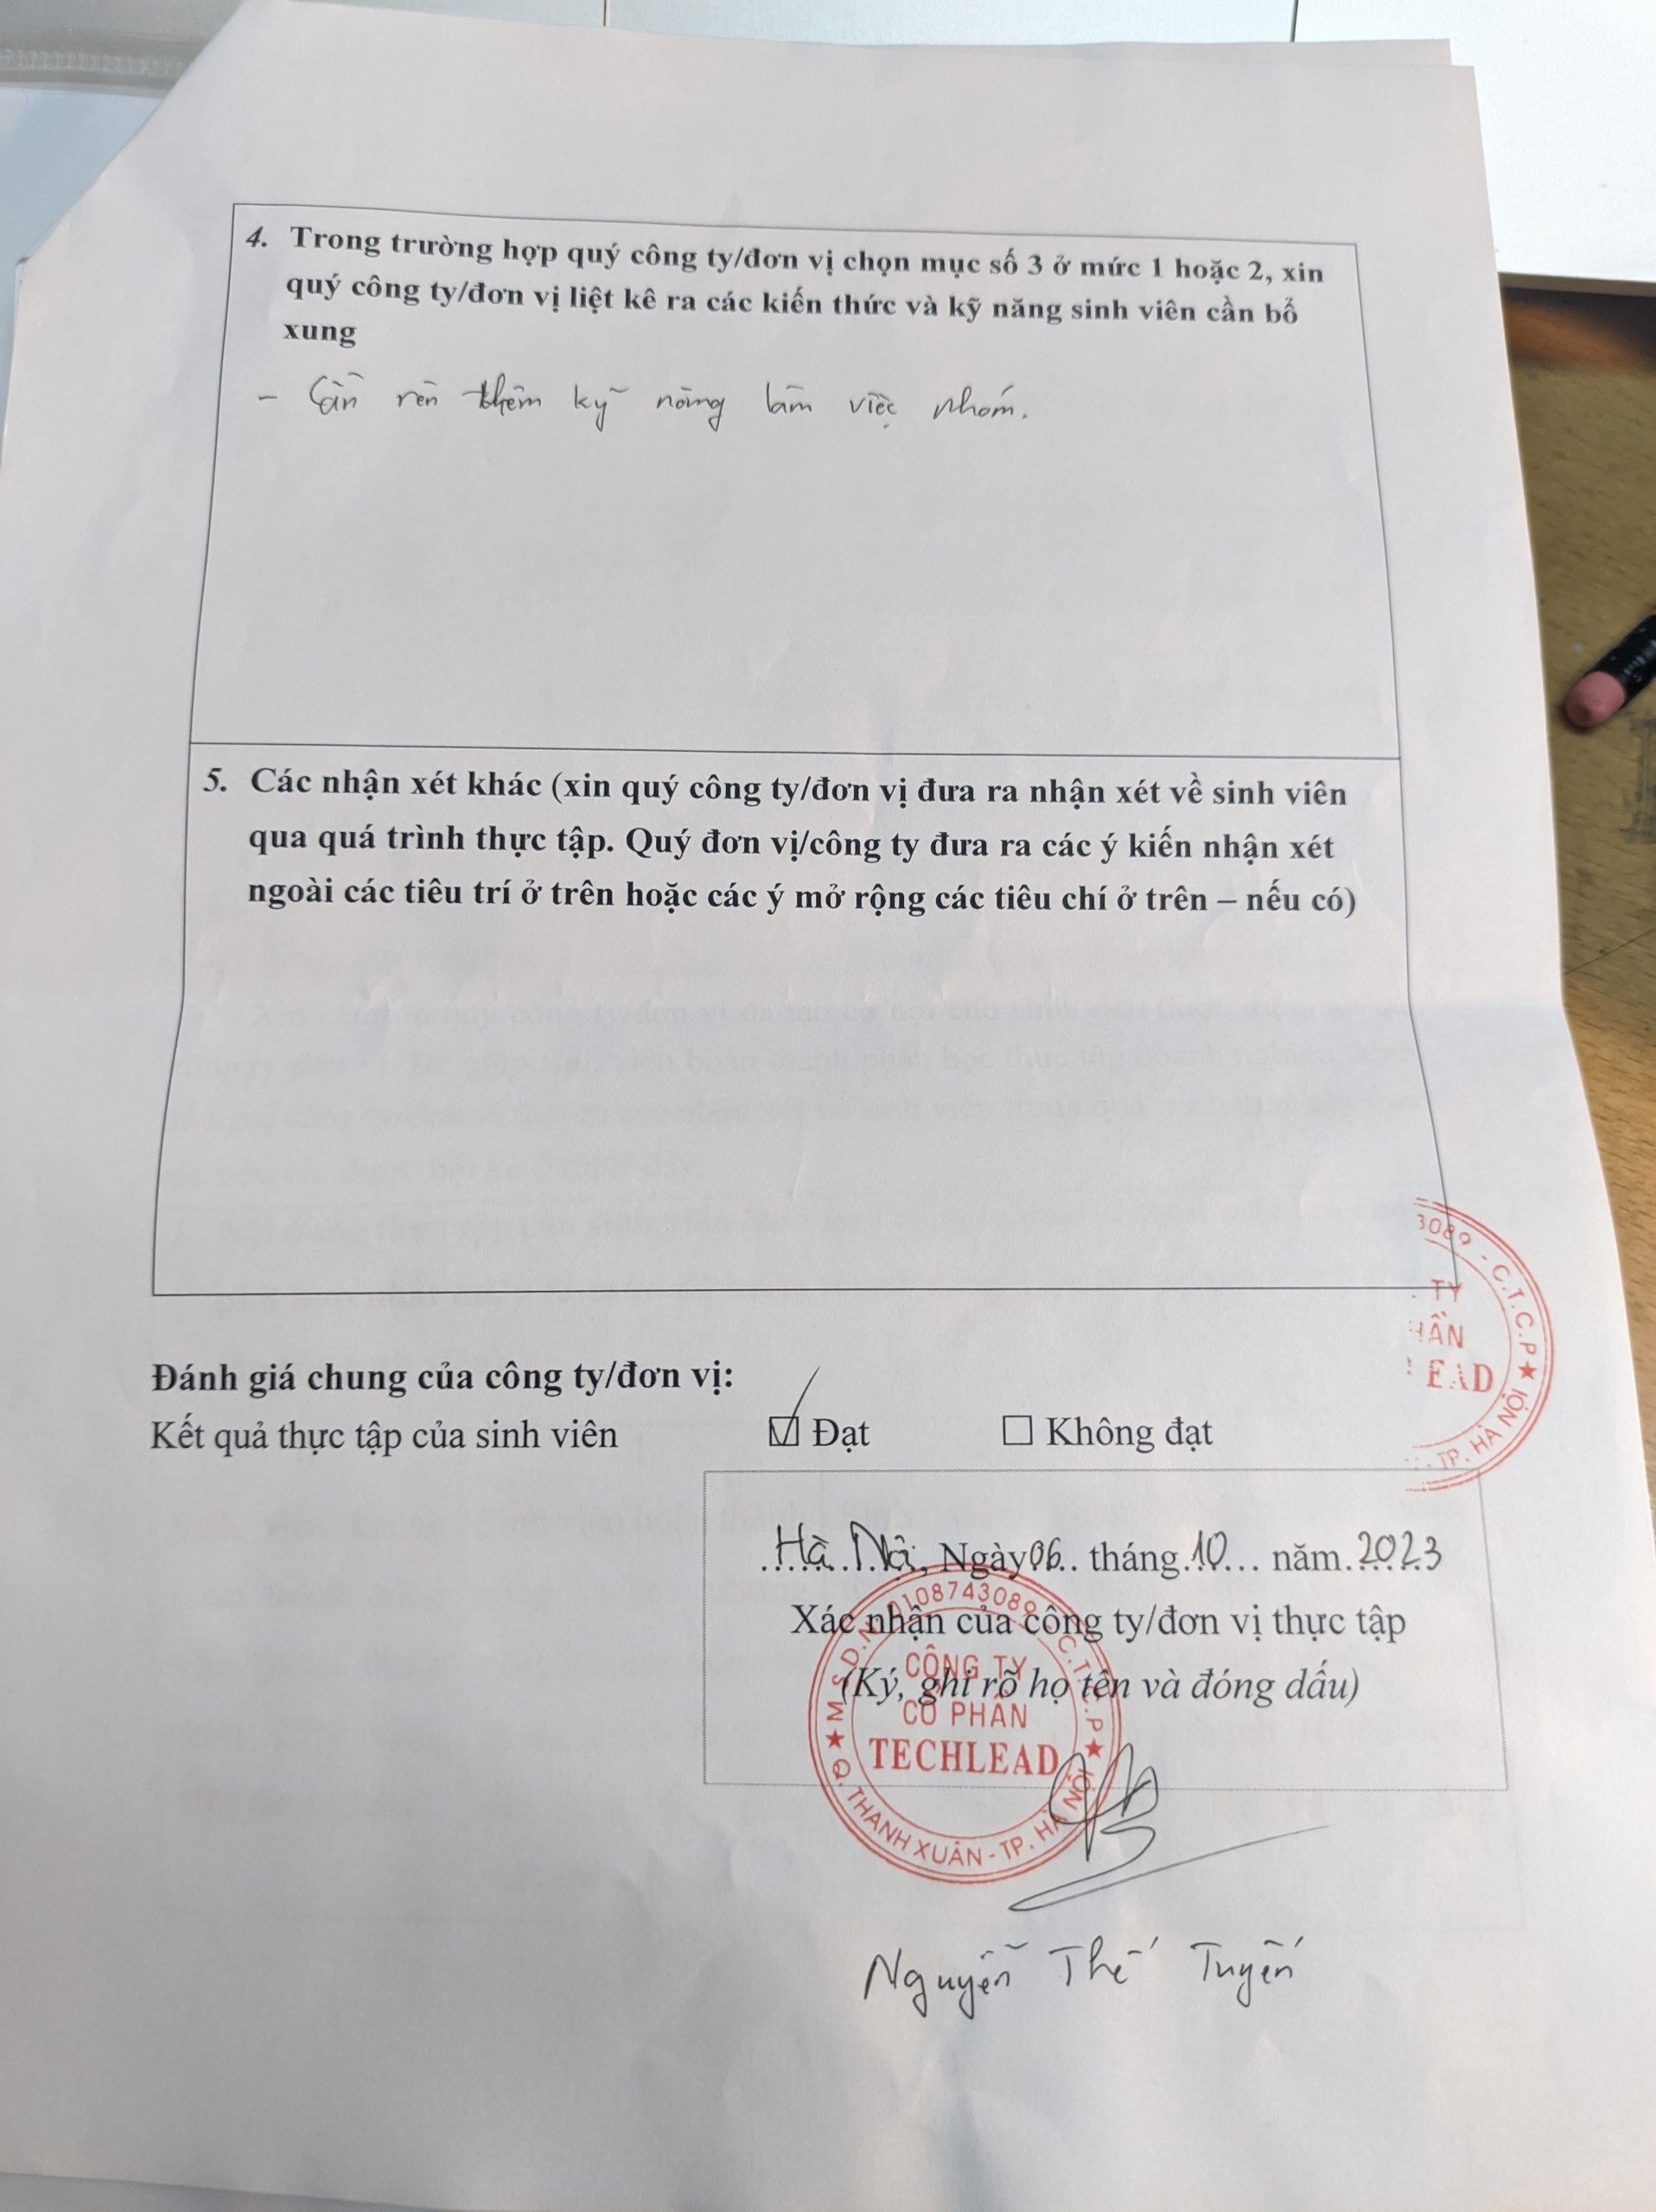 4. Trong trường hợp quý công ty/đơn vị chọn mục số 3 ở mức 1 hoặc 2, xin
quý công ty/đơn vị liệt kê ra các kiến thức và kỹ năng sinh viên cần bổ
xung
- Cần rèn thêm kỹ năng làm việc nhóm.
5. Các nhận xét khác (xin quý công ty/đơn vị đưa ra nhận xét về sinh viên
qua quá trình thực tập. Quý đơn vị/công ty đưa ra các ý kiến nhận xét
ngoài các tiêu trí ở trên hoặc các ý mở rộng các tiêu chí ở trên – nếu có)
3089 - C.T.C.P ★
TY
HẦN
LEAD
TP. HÀ NỘI
Đánh giá chung của công ty/đơn vị:
Kết quả thực tập của sinh viên ☑ Đạt ☐ Không đạt
Hà Nội, Ngày 06 tháng 10 năm 2023
Xác nhận của công ty/đơn vị thực tập
(Ký, ghi rõ họ tên và đóng dấu)
★ M.S.D.N: 0108743089 - C.T.C.P ★
CÔNG TY
CỔ PHẦN
TECHLEAD
Q. THANH XUÂN - TP. HÀ NỘI
Nguyễn Thế Tuyến